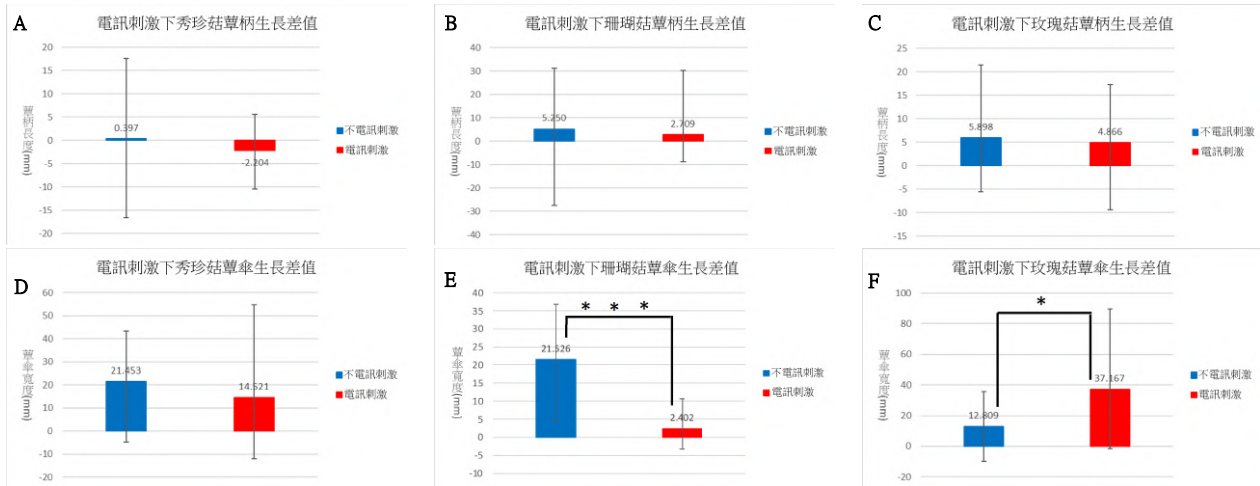 A
電訊刺激下秀珍菇蕈柄生長差值
20
15
10
5
0
-5
-10
-15
-20
蕈柄長度(mm)
0.397
-2.204
不電訊刺激
電訊刺激
B
電訊刺激下珊瑚菇蕈柄生長差值
40
30
20
10
0
-10
-20
-30
-40
蕈柄長度(mm)
5.250
2.709
不電訊刺激
電訊刺激
C
電訊刺激下玫瑰菇蕈柄生長差值
25
20
15
10
5
0
-5
-10
-15
蕈柄長度(mm)
5.898
4.866
不電訊刺激
電訊刺激
D
電訊刺激下秀珍菇蕈傘生長差值
60
50
40
30
20
10
0
-10
-20
蕈傘寬度(mm)
21.453
14.521
不電訊刺激
電訊刺激
E
電訊刺激下珊瑚菇蕈傘生長差值
40
35
30
25
20
15
10
5
0
-5
-10
蕈傘寬度(mm)
* * *
21.526
2.402
不電訊刺激
電訊刺激
F
電訊刺激下玫瑰菇蕈傘生長差值
100
80
60
40
20
0
-20
蕈傘寬度(mm)
*
12.809
37.167
不電訊刺激
電訊刺激